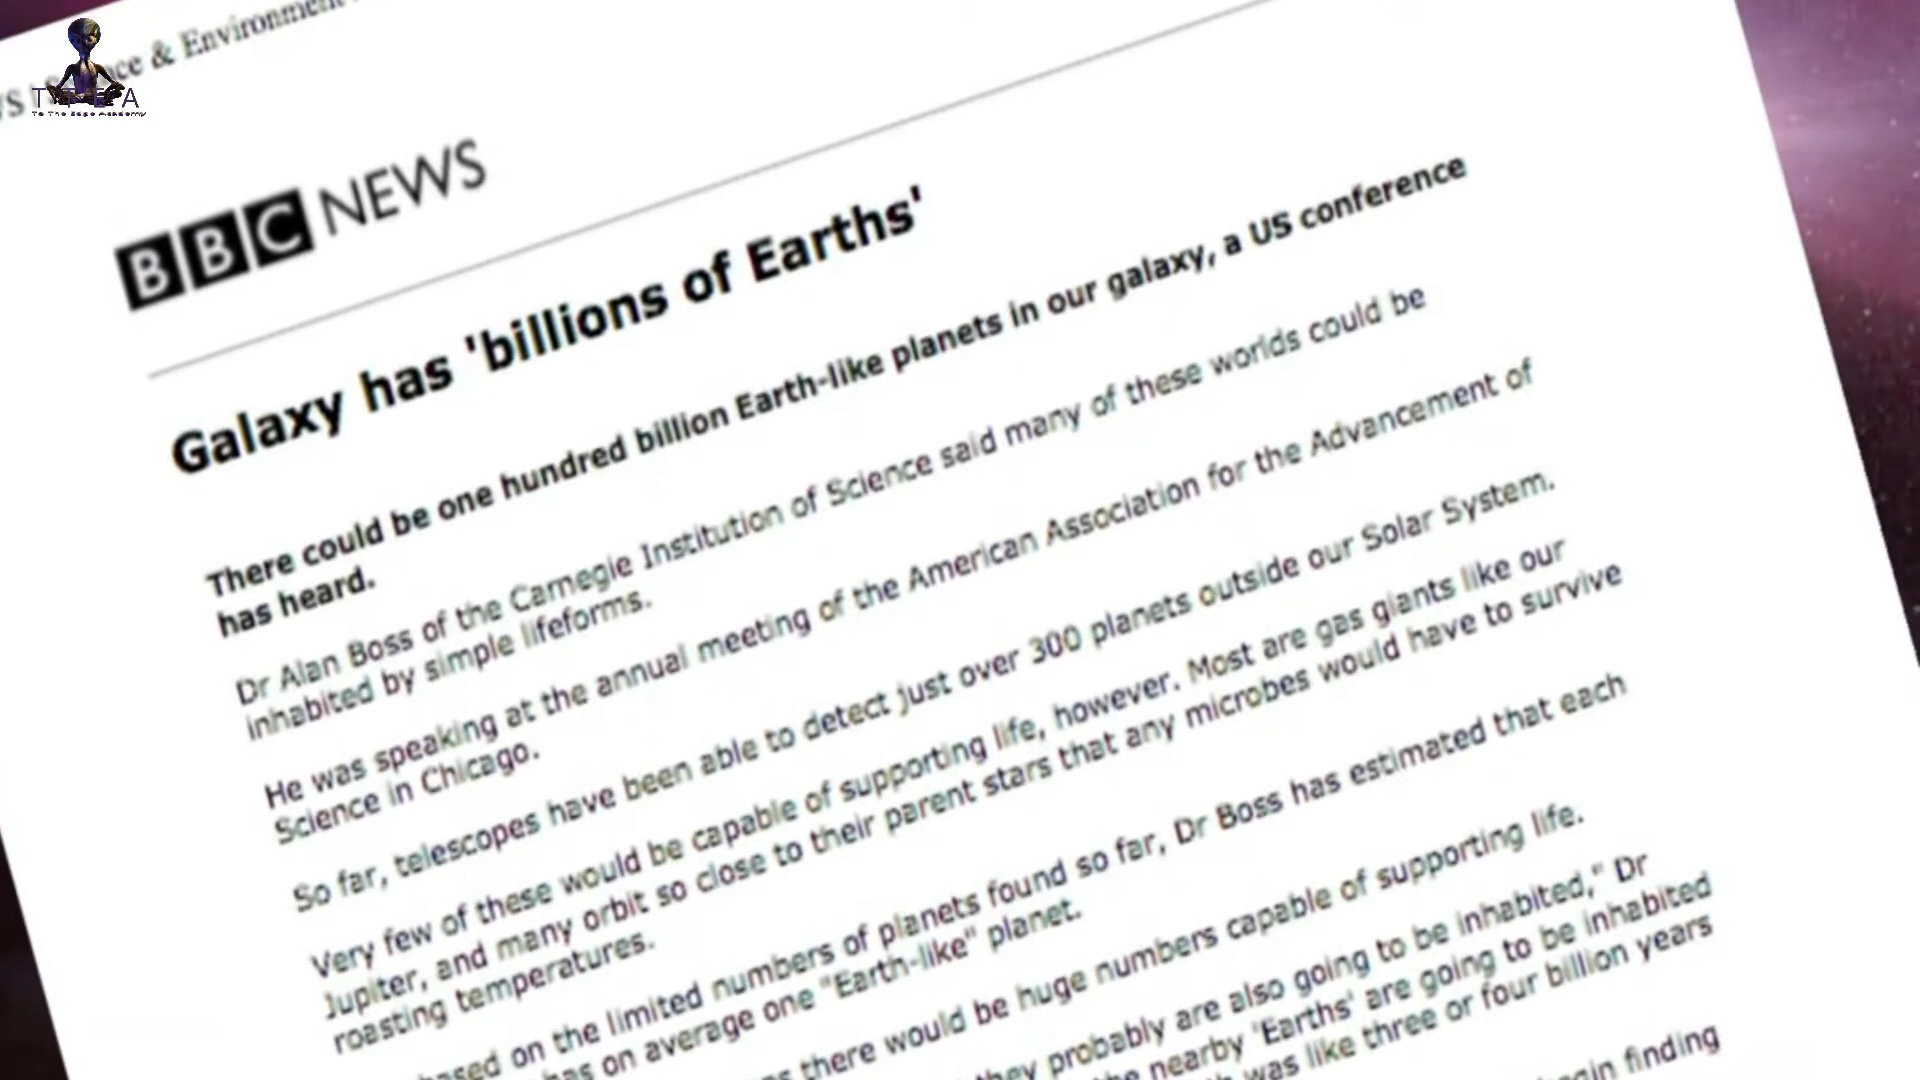 & Environment
TTEA
To The Edge Academy
BBC NEWS
Galaxy has 'billions of Earths'
There could be one hundred billion Earth-like planets in our galaxy, a US conference
has heard.
Dr Alan Boss of the Carnegie Institution of Science said many of these worlds could be
inhabited by simple lifeforms.
He was speaking at the annual meeting of the American Association for the Advancement of
Science in Chicago.
So far, telescopes have been able to detect just over 300 planets outside our Solar System.
Very few of these would be capable of supporting life, however. Most are gas giants like our
Jupiter, and many orbit so close to their parent stars that any microbes would have to survive
roasting temperatures.
on the limited numbers of planets found so far, Dr Boss has estimated that each
has on average one "Earth-like" planet.
there would be huge numbers capable of supporting life.
they probably are also going to be inhabited," Dr
nearby 'Earths' are going to be inhabited
was like three or four billion years
finding